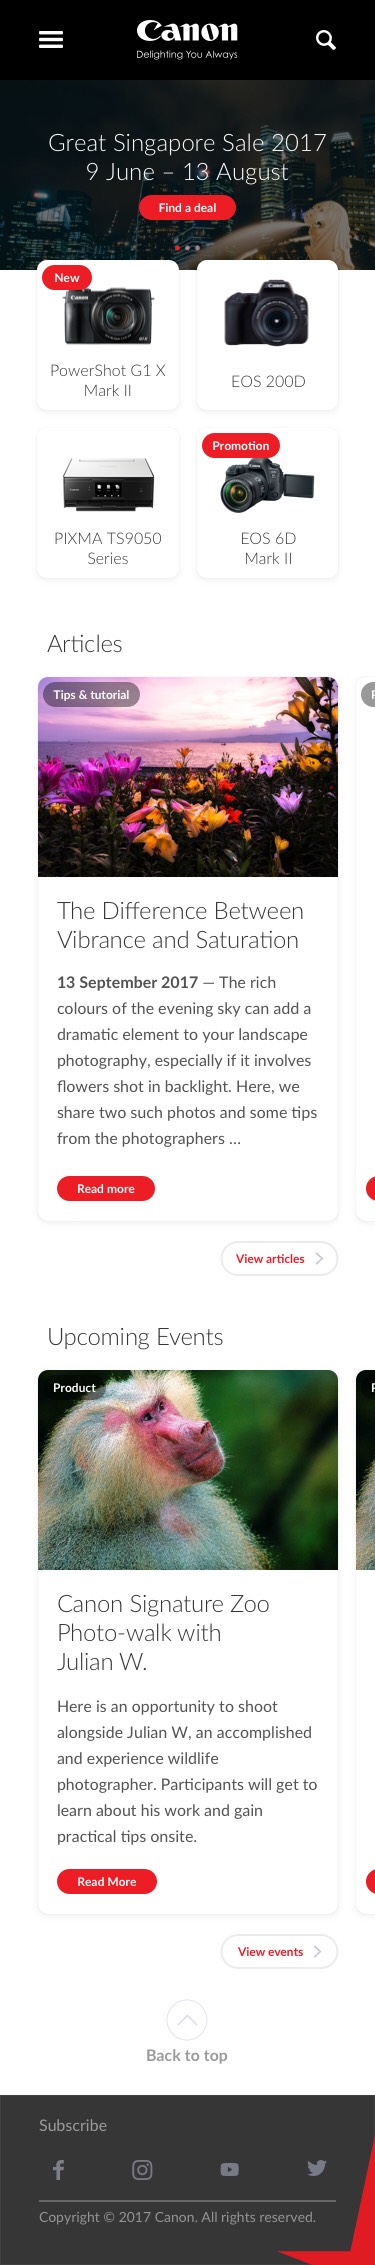 Canon
Delighting You Always
Great Singapore Sale 2017
9 June – 13 August
Find a deal
New
PowerShot G1 X
Mark II
EOS 200D
PIXMA TS9050
Series
Promotion
EOS 6D
Mark II
Articles
Tips & tutorial
The Difference Between
Vibrance and Saturation
13 September 2017 — The rich
colours of the evening sky can add a
dramatic element to your landscape
photography, especially if it involves
flowers shot in backlight. Here, we
share two such photos and some tips
from the photographers ...
Read more
View articles
Upcoming Events
Product
Canon Signature Zoo
Photo-walk with
Julian W.
Here is an opportunity to shoot
alongside Julian W, an accomplished
and experience wildlife
photographer. Participants will get to
learn about his work and gain
practical tips onsite.
Read More
View events
Back to top
Subscribe
Copyright © 2017 Canon. All rights reserved.